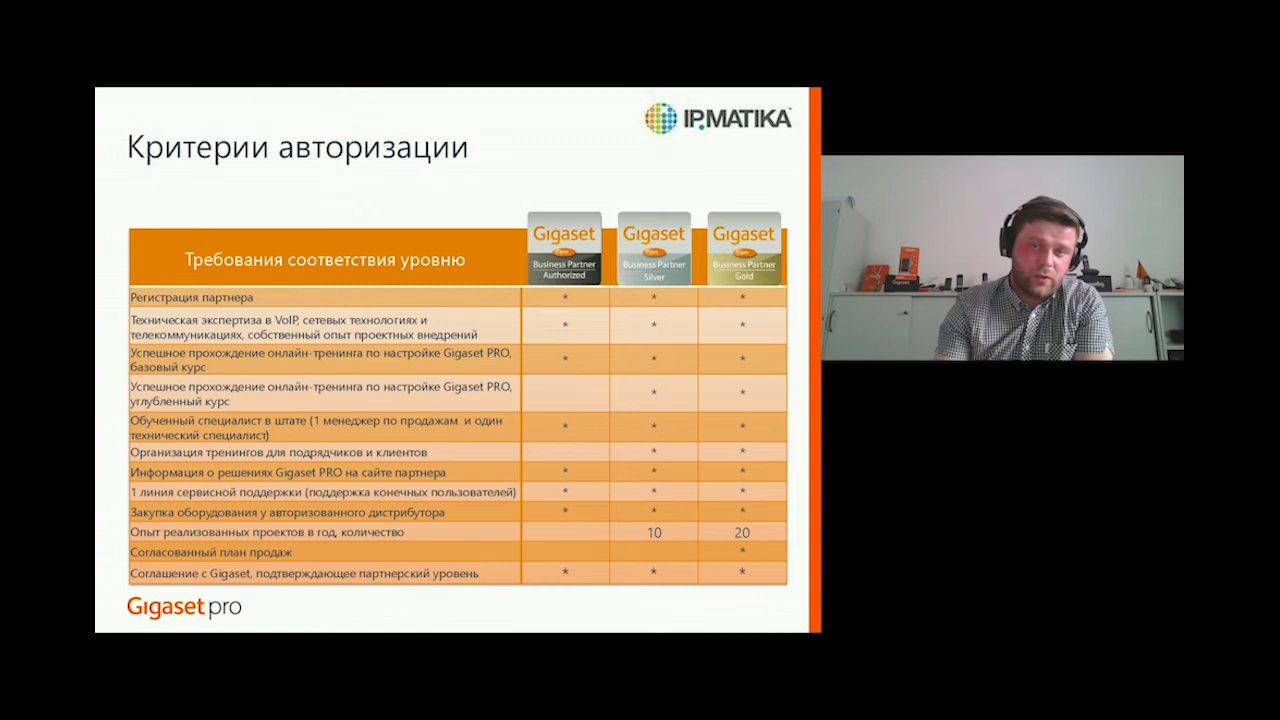 IPMATIKA
Критерии авторизации
Требования соответствия уровню
Gigaset
pro
Business Partner
Authorized
Gigaset
pro
Business Partner
Silver
Gigaset
pro
Business Partner
Gold
Регистрация партнера * * *
Техническая экспертиза в VoIP, сетевых технологиях и
телекоммуникациях, собственный опыт проектных внедрений * * *
Успешное прохождение онлайн-тренинга по настройке Gigaset PRO,
базовый курс * * *
Успешное прохождение онлайн-тренинга по настройке Gigaset PRO,
углубленный курс * *
Обученный специалист в штате (1 менеджер по продажам и один
технический специалист) * * *
Организация тренингов для подрядчиков и клиентов * *
Информация о решениях Gigaset PRO на сайте партнера * * *
1 линия сервисной поддержки (поддержка конечных пользователей) * * *
Закупка оборудования у авторизованного дистрибутора * * *
Опыт реализованных проектов в год, количество 10 20
Согласованный план продаж *
Соглашение с Gigaset, подтверждающее партнерский уровень * * *
Gigaset pro